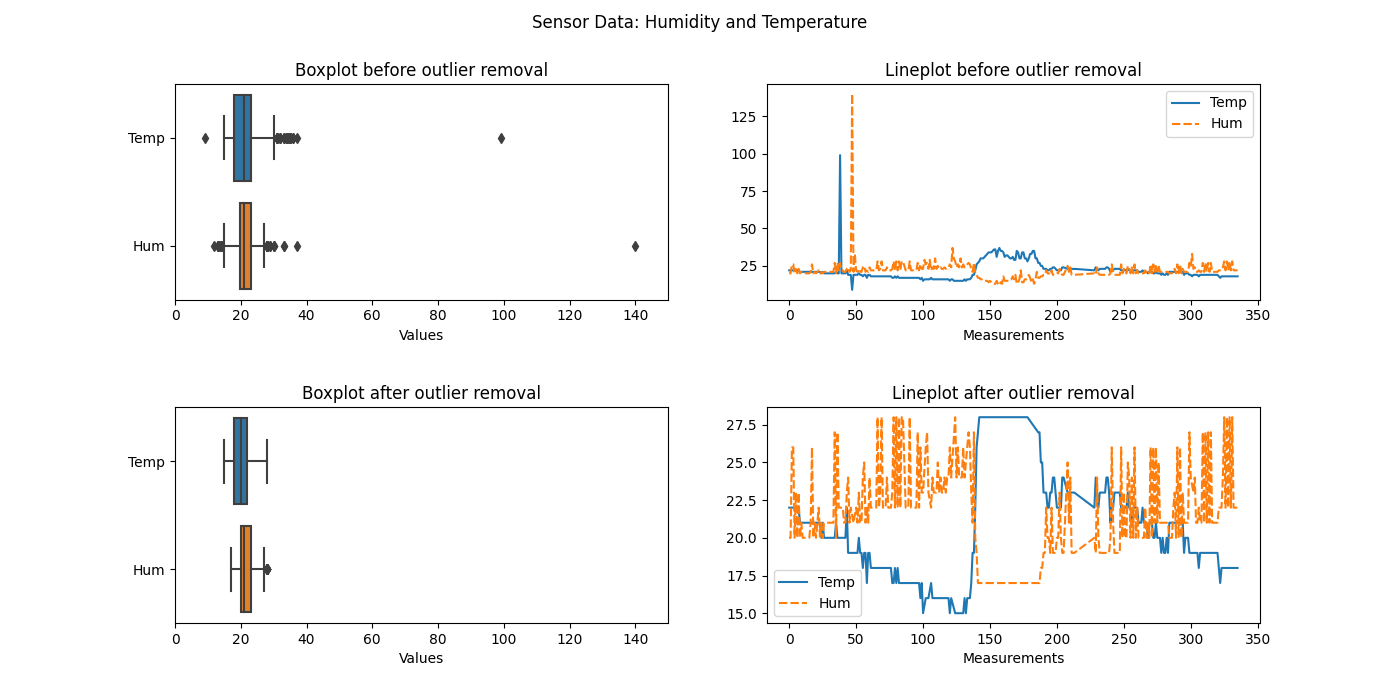 Sensor Data: Humidity and Temperature
Boxplot before outlier removal
Temp
Hum
0 20 40 60 80 100 120 140
Values
Lineplot before outlier removal
125
100
75
50
25
Temp
Hum
0 50 100 150 200 250 300 350
Measurements
Boxplot after outlier removal
Temp
Hum
0 20 40 60 80 100 120 140
Values
Lineplot after outlier removal
27.5
25.0
22.5
20.0
17.5
15.0
Temp
Hum
0 50 100 150 200 250 300 350
Measurements